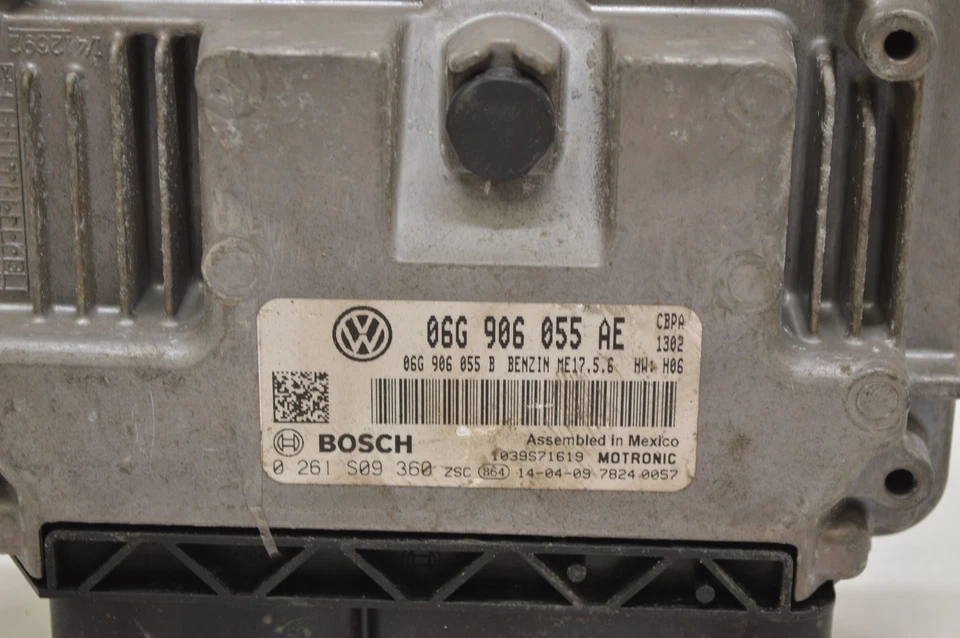 06G 906 055 AE CBPA
1302
06G 906 055 B BENZIN ME17.5.6 HW: H06
BOSCH Assembled in Mexico
1039S71619 MOTRONIC
0 261 S09 360 ZSC 864 14-04-09 7824 0057